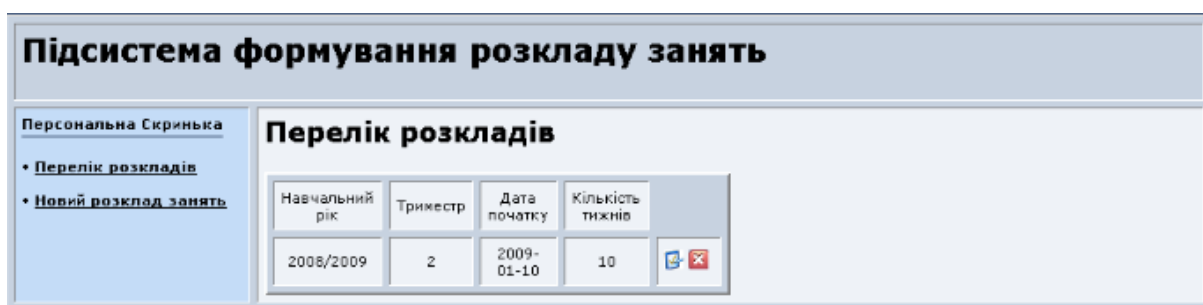 Підсистема формування розкладу занять
Персональна Скринька
• Перелік розкладів
• Новий розклад занять
Перелік розкладів
Навчальний рік Триместр Дата початку Кількість тижнів
2008/2009 2 2009-01-10 10